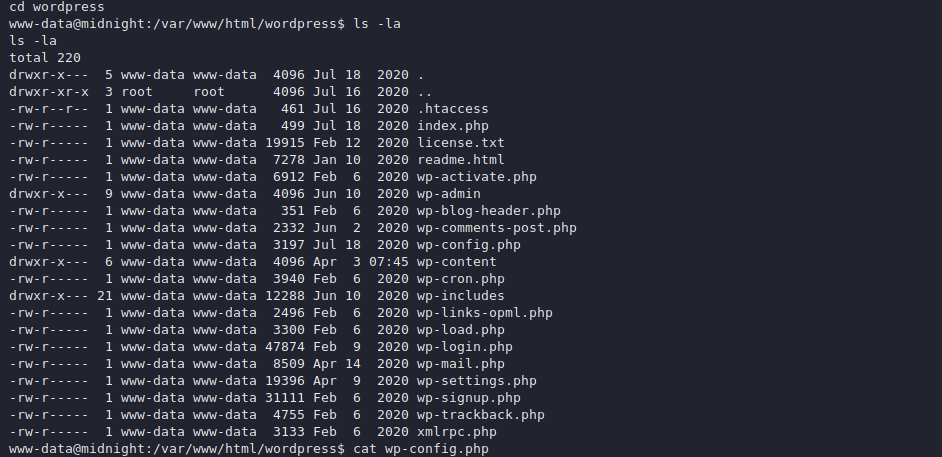 cd wordpress
www-data@midnight:/var/www/html/wordpress$ ls -la
ls -la
total 220
drwxr-x---  5 www-data www-data  4096 Jul 18  2020 .
drwxr-xr-x  3 root     root      4096 Jul 16  2020 ..
-rw-r--r--  1 www-data www-data   461 Jul 16  2020 .htaccess
-rw-r-----  1 www-data www-data   499 Jul 18  2020 index.php
-rw-r-----  1 www-data www-data 19915 Feb 12  2020 license.txt
-rw-r-----  1 www-data www-data  7278 Jan 10  2020 readme.html
-rw-r-----  1 www-data www-data  6912 Feb  6  2020 wp-activate.php
drwxr-x---  9 www-data www-data  4096 Jun 10  2020 wp-admin
-rw-r-----  1 www-data www-data   351 Feb  6  2020 wp-blog-header.php
-rw-r-----  1 www-data www-data  2332 Jun  2  2020 wp-comments-post.php
-rw-r-----  1 www-data www-data  3197 Jul 18  2020 wp-config.php
drwxr-x---  6 www-data www-data  4096 Apr  3 07:45 wp-content
-rw-r-----  1 www-data www-data  3940 Feb  6  2020 wp-cron.php
drwxr-x--- 21 www-data www-data 12288 Jun 10  2020 wp-includes
-rw-r-----  1 www-data www-data  2496 Feb  6  2020 wp-links-opml.php
-rw-r-----  1 www-data www-data  3300 Feb  6  2020 wp-load.php
-rw-r-----  1 www-data www-data 47874 Feb  9  2020 wp-login.php
-rw-r-----  1 www-data www-data  8509 Apr 14  2020 wp-mail.php
-rw-r-----  1 www-data www-data 19396 Apr  9  2020 wp-settings.php
-rw-r-----  1 www-data www-data 31111 Feb  6  2020 wp-signup.php
-rw-r-----  1 www-data www-data  4755 Feb  6  2020 wp-trackback.php
-rw-r-----  1 www-data www-data  3133 Feb  6  2020 xmlrpc.php
www-data@midnight:/var/www/html/wordpress$ cat wp-config.php